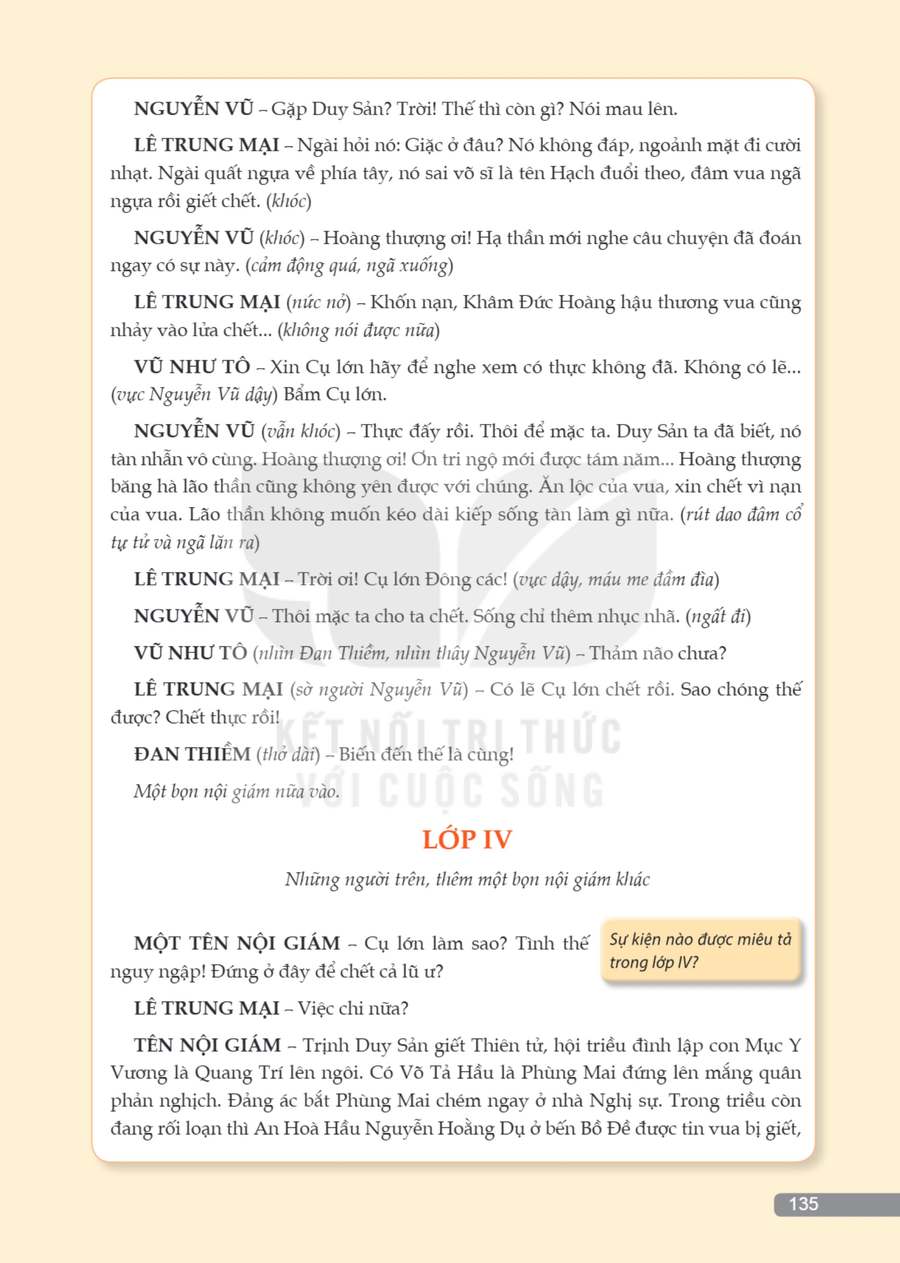 NGUYỄN VŨ – Gặp Duy Sản? Trời! Thế thì còn gì? Nói mau lên.
LÊ TRUNG MẠI – Ngài hỏi nó: Giặc ở đâu? Nó không đáp, ngoảnh mặt đi cười
nhạt. Ngài quất ngựa về phía tây, nó sai võ sĩ là tên Hạch đuổi theo, đâm vua ngã
ngựa rồi giết chết. (khóc)
NGUYỄN VŨ (khóc) – Hoàng thượng ơi! Hạ thần mới nghe câu chuyện đã đoán
ngay có sự này. (cảm động quá, ngã xuống)
LÊ TRUNG MẠI (nức nở) – Khốn nạn, Khâm Đức Hoàng hậu thương vua cũng
nhảy vào lửa chết... (không nói được nữa)
VŨ NHƯ TÔ – Xin Cụ lớn hãy để nghe xem có thực không đã. Không có lẽ...
(vực Nguyễn Vũ dậy) Bẩm Cụ lớn.
NGUYỄN VŨ (vẫn khóc) – Thực đấy rồi. Thôi để mặc ta. Duy Sản ta đã biết, nó
tàn nhẫn vô cùng. Hoàng thượng ơi! Ơn tri ngộ mới được tám năm... Hoàng thượng
băng hà lão thần cũng không yên được với chúng. Ăn lộc của vua, xin chết vì nạn
của vua. Lão thần không muốn kéo dài kiếp sống tàn làm gì nữa. (rút dao đâm cổ
tự tử và ngã lăn ra)
LÊ TRUNG MẠI – Trời ơi! Cụ lớn Đông các! (vực dậy, máu me đầm đìa)
NGUYỄN VŨ – Thôi mặc ta cho ta chết. Sống chỉ thêm nhục nhã. (ngất đi)
VŨ NHƯ TÔ (nhìn Đan Thiềm, nhìn thây Nguyễn Vũ) – Thảm não chưa?
LÊ TRUNG MẠI (sờ người Nguyễn Vũ) – Có lẽ Cụ lớn chết rồi. Sao chóng thế
được? Chết thực rồi!
KẾT NỐI TRI THỨC
VỚI CUỘC SỐNG
ĐAN THIỀM (thở dài) – Biến đến thế là cùng!
Một bọn nội giám nữa vào.
LỚP IV
Những người trên, thêm một bọn nội giám khác
MỘT TÊN NỘI GIÁM – Cụ lớn làm sao? Tình thế
nguy ngập! Đứng ở đây để chết cả lũ ư?
Sự kiện nào được miêu tả
trong lớp IV?
LÊ TRUNG MẠI – Việc chi nữa?
TÊN NỘI GIÁM – Trịnh Duy Sản giết Thiên tử, hội triều đình lập con Mục Y
Vương là Quang Trí lên ngôi. Có Võ Tả Hầu là Phùng Mai đứng lên mắng quân
phản nghịch. Đảng ác bắt Phùng Mai chém ngay ở nhà Nghị sự. Trong triều còn
đang rối loạn thì An Hoà Hầu Nguyễn Hoằng Dụ ở bến Bồ Đề được tin vua bị giết,
135